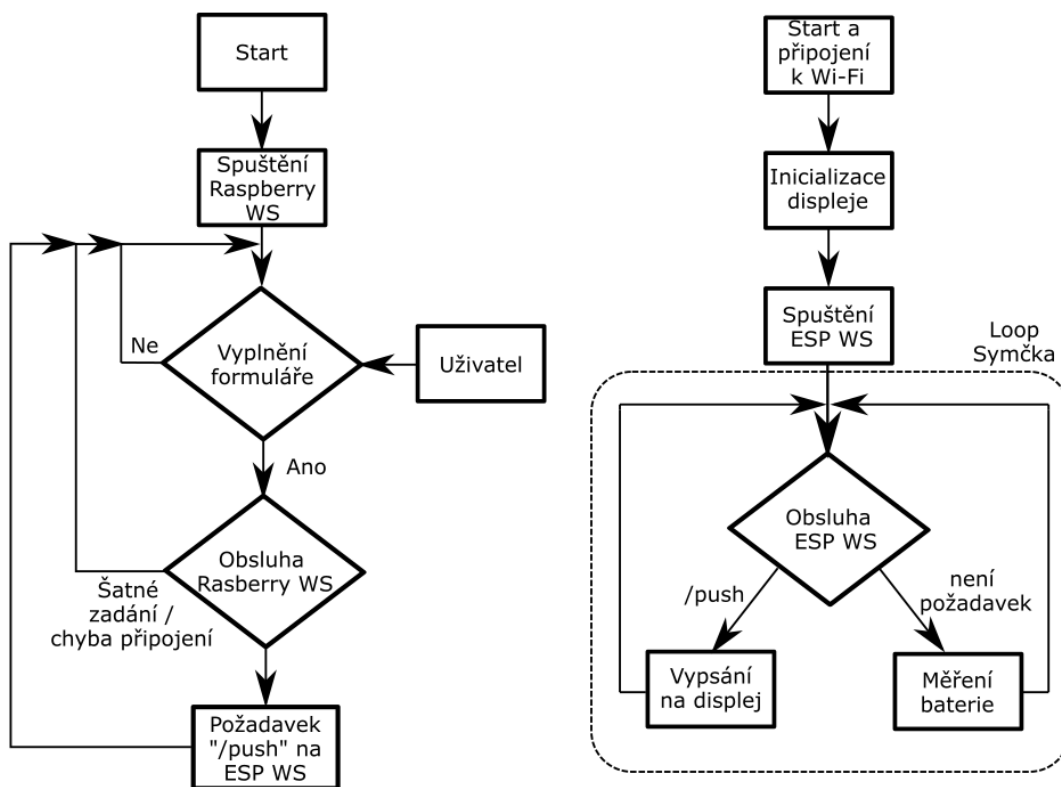 Start
Spuštění
Raspberry
WS
Ne
Vyplnění
formuláře
Uživatel
Ano
Obsluha
Rasberry WS
Šatné
zadání /
chyba připojení
Požadavek
"/push" na
ESP WS
Start a
připojení
k Wi-Fi
Inicializace
displeje
Spuštění
ESP WS
Loop
Symčka
Obsluha
ESP WS
/push
není
požadavek
Vypsání
na displej
Měření
baterie